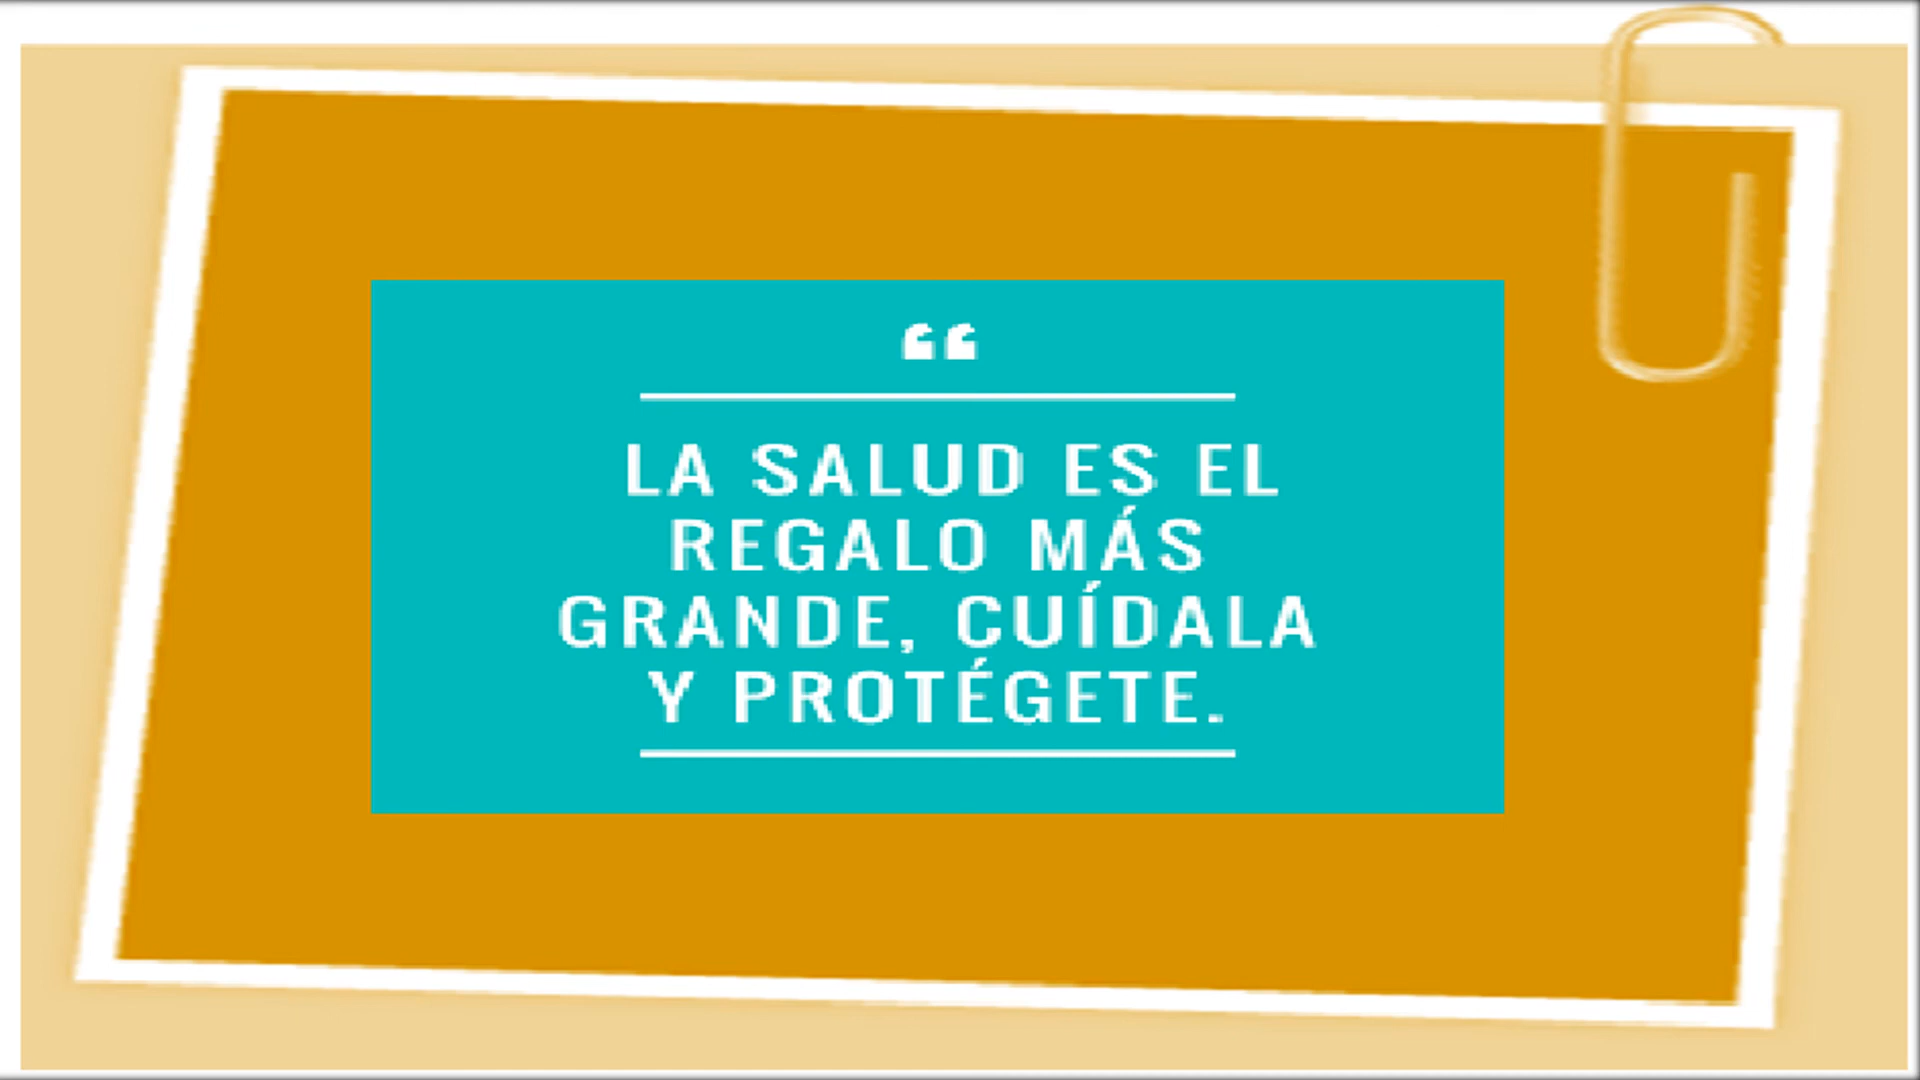 “
LA SALUD ES EL
REGALO MÁS
GRANDE, CUÍDALA
Y PROTÉGETE.